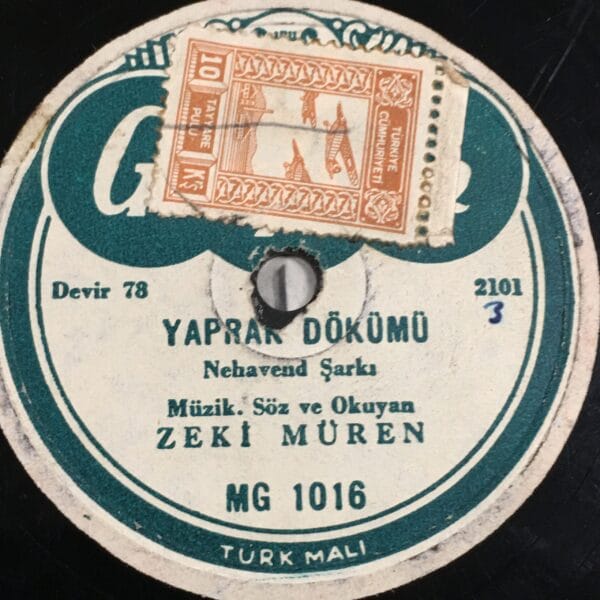 TÜRKİYE
CÜMHURİYETİ
TAYYARE
PULU
10 Kş
Devir 78
2101
3
YAPRAK DÖKÜMÜ
Nehavend Şarkı
Müzik. Söz ve Okuyan
ZEKİ MÜREN
MG 1016
TÜRK MALI